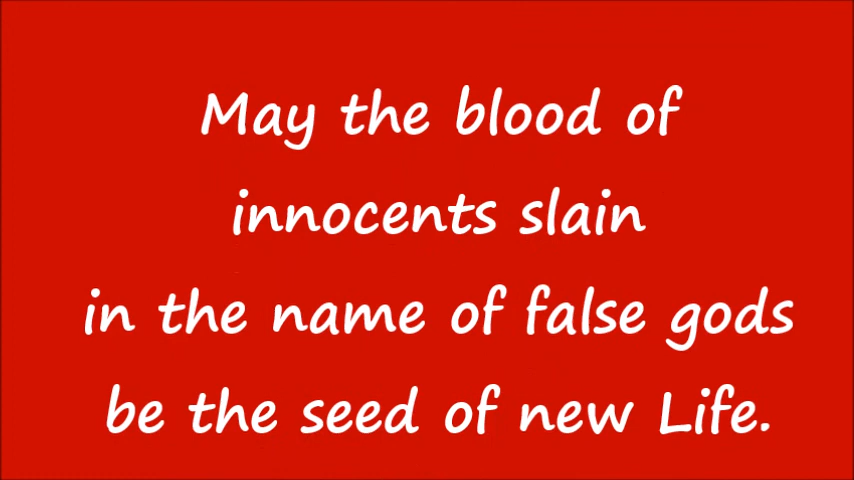 May the blood of
innocents slain
in the name of false gods
be the seed of new Life.